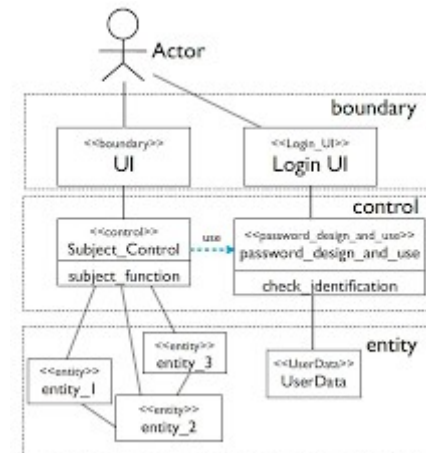 Actor
boundary
<<boundary>>
UI
<<Login_UI>>
Login UI
control
<<control>>
Subject_Control
subject_function
use
<<password_design_and_use>>
password_design_and_use
check_identification
entity
<<entity>>
entity_1
<<entity>>
entity_3
<<entity>>
entity_2
<<UserData>>
UserData